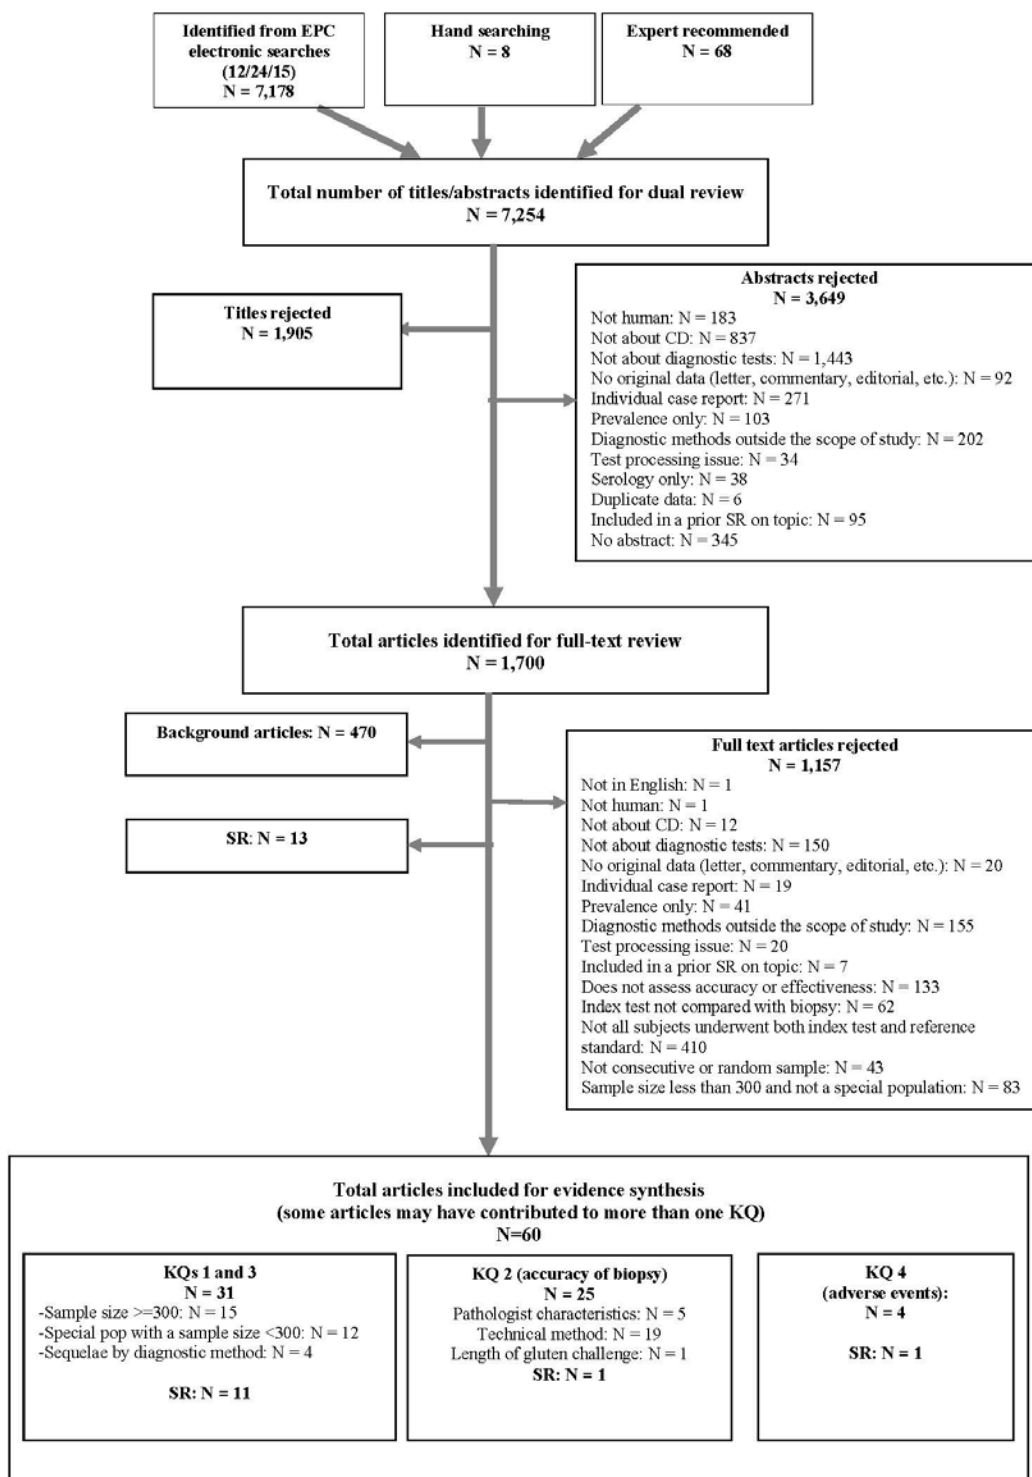 Identified from EPC
electronic searches
(12/24/15)
N = 7,178
Hand searching
N = 8
Expert recommended
N = 68
Total number of titles/abstracts identified for dual review
N = 7,254
Titles rejected
N = 1,905
Abstracts rejected
N = 3,649
Not human: N = 183
Not about CD: N = 837
Not about diagnostic tests: N = 1,443
No original data (letter, commentary, editorial, etc.): N = 92
Individual case report: N = 271
Prevalence only: N = 103
Diagnostic methods outside the scope of study: N = 202
Test processing issue: N = 34
Serology only: N = 38
Duplicate data: N = 6
Included in a prior SR on topic: N = 95
No abstract: N = 345
Total articles identified for full-text review
N = 1,700
Background articles: N = 470
SR: N = 13
Full text articles rejected
N = 1,157
Not in English: N = 1
Not human: N = 1
Not about CD: N = 12
Not about diagnostic tests: N = 150
No original data (letter, commentary, editorial, etc.): N = 20
Individual case report: N = 19
Prevalence only: N = 41
Diagnostic methods outside the scope of study: N = 155
Test processing issue: N = 20
Included in a prior SR on topic: N = 7
Does not assess accuracy or effectiveness: N = 133
Index test not compared with biopsy: N = 62
Not all subjects underwent both index test and reference
standard: N = 410
Not consecutive or random sample: N = 43
Sample size less than 300 and not a special population: N = 83
Total articles included for evidence synthesis
(some articles may have contributed to more than one KQ)
N=60
KQs 1 and 3
N = 31
-Sample size >=300: N = 15
-Special pop with a sample size <300: N = 12
-Sequelae by diagnostic method: N = 4
SR: N = 11
KQ 2 (accuracy of biopsy)
N = 25
Pathologist characteristics: N = 5
Technical method: N = 19
Length of gluten challenge: N = 1
SR: N = 1
KQ 4
(adverse events):
N = 4
SR: N = 1